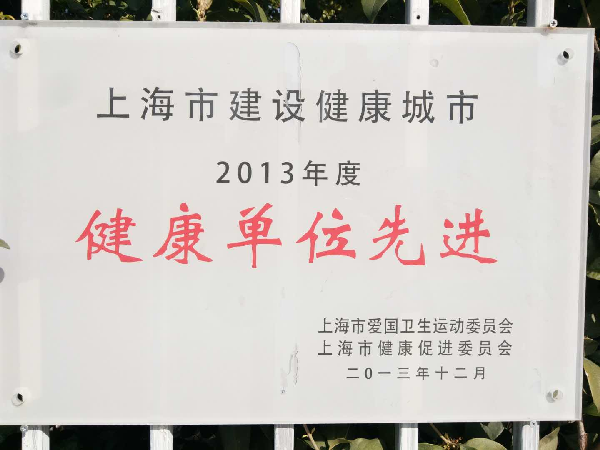 上海市建设健康城市
2013年度
健康单位先进
上海市爱国卫生运动委员会
上海市健康促进委员会
二〇一三年十二月